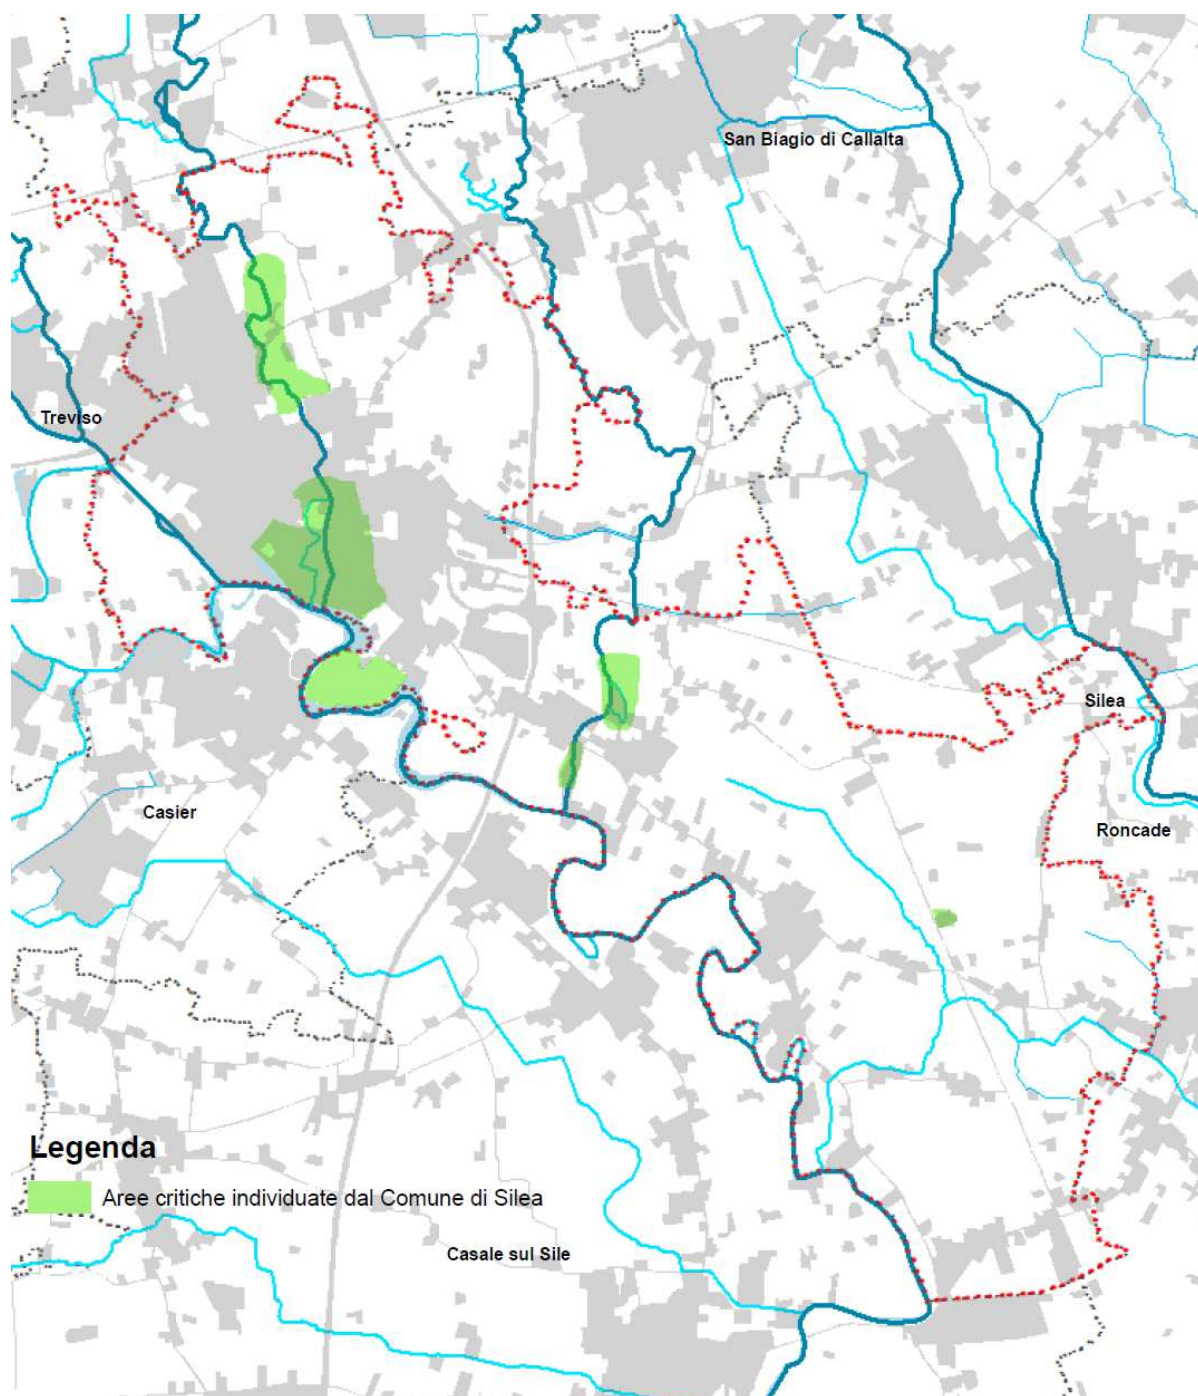 San Biagio di Callalta
Treviso
Silea
Casier
Roncade
Legenda
Aree critiche individuate dal Comune di Silea
Casale sul Sile